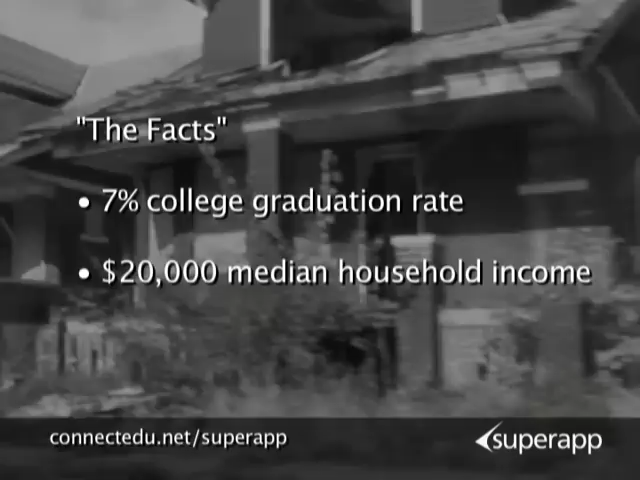 "The Facts"
• 7% college graduation rate
• $20,000 median household income
connectedu.net/superapp
superapp